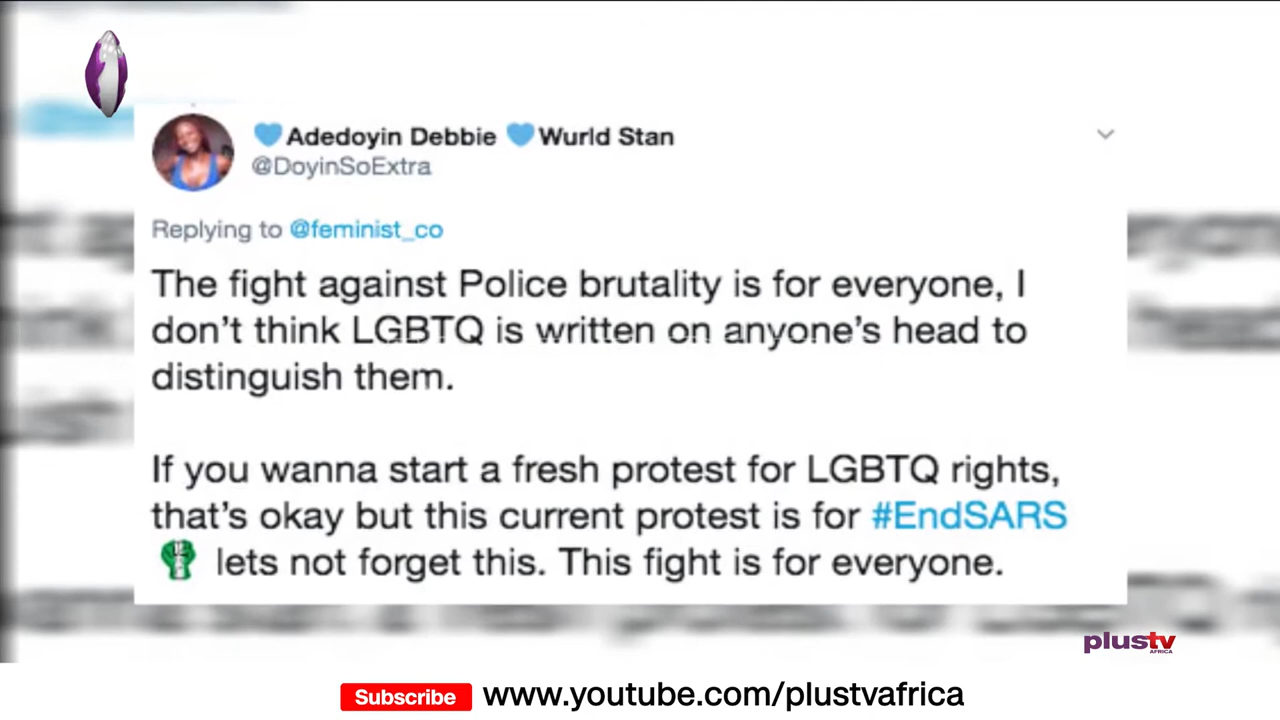 Adedoyin Debbie Wurld Stan
@DoyinSoExtra
Replying to @feminist_co
The fight against Police brutality is for everyone, I
don't think LGBTQ is written on anyone's head to
distinguish them.
If you wanna start a fresh protest for LGBTQ rights,
that's okay but this current protest is for #EndSARS
lets not forget this. This fight is for everyone.
plustv
AFRICA
Subscribe www.youtube.com/plustvafrica